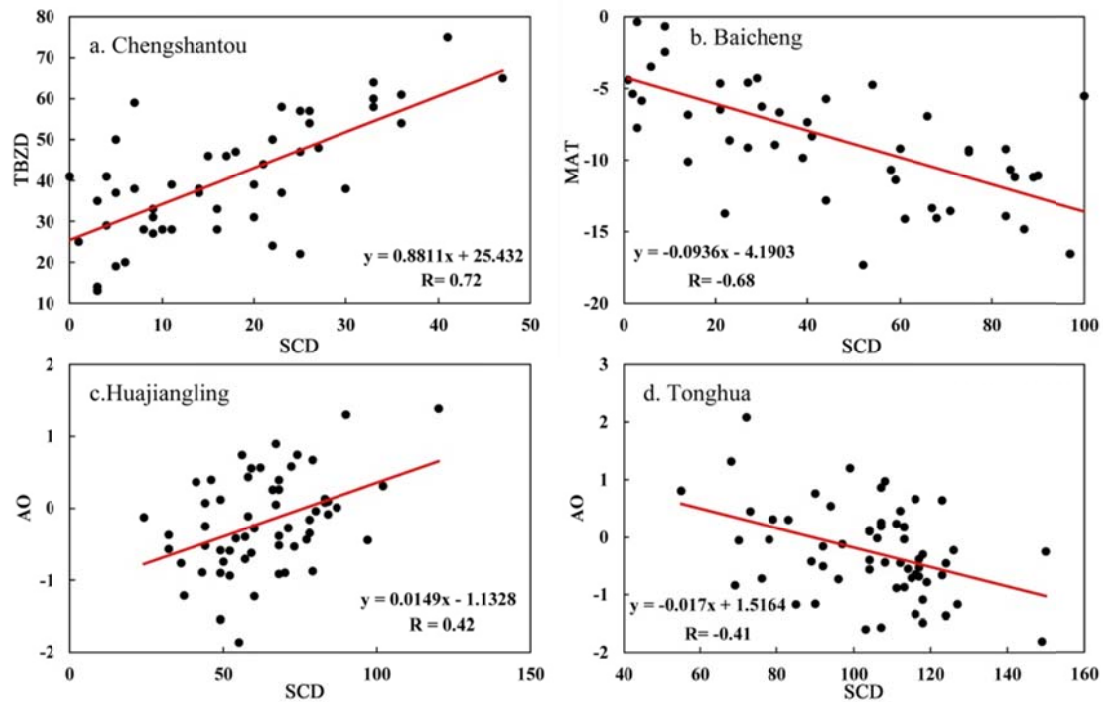 80
70
60
50
40
30
20
10
TBZD
a. Chengshantou
y = 0.8811x + 25.432
R= 0.72
0 10 20 30 40 50
SCD
0
-5
-10
-15
-20
MAT
b. Baicheng
y = -0.0936x - 4.1903
R= -0.68
0 20 40 60 80 100
SCD
2
1
0
-1
-2
AO
c.Huajiangling
y = 0.0149x - 1.1328
R = 0.42
0 50 100 150
SCD
3
2
1
0
-1
-2
AO
d. Tonghua
y = -0.017x + 1.5164
R= -0.41
40 60 80 100 120 140 160
SCD